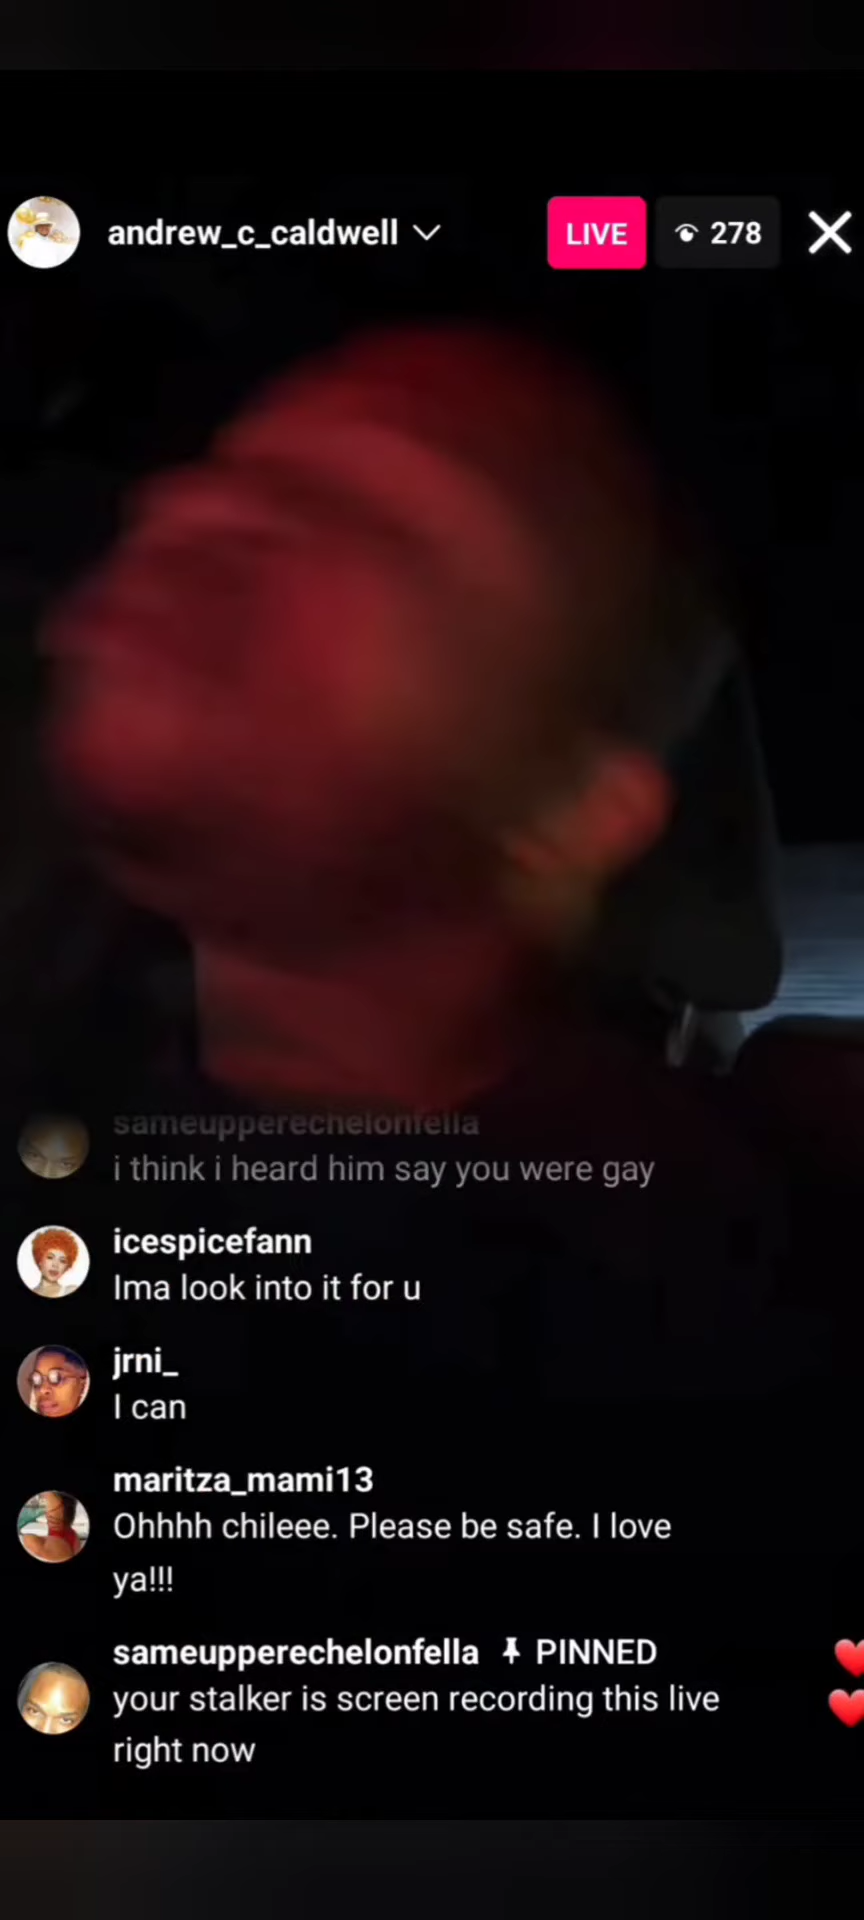 andrew_c_caldwell
LIVE
278
sameupperechelonfella
i think i heard him say you were gay
icespicefann
Ima look into it for u
jrni_
I can
maritza_mami13
Ohhhh chileee. Please be safe. I love
ya!!!
sameupperechelonfella PINNED
your stalker is screen recording this live
right now